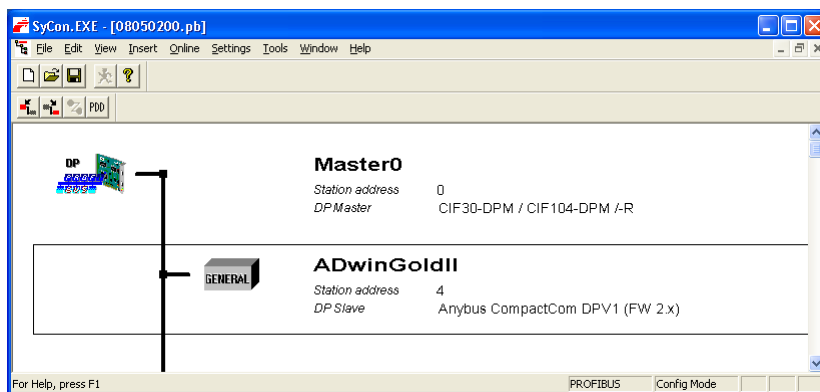 SyCon.EXE - [08050200.pb]
File Edit View Insert Online Settings Tools Window Help
PDD
DP
Master0
Station address 0
DP Master CIF30-DPM / CIF104-DPM /-R
GENERAL
ADwinGoldII
Station address 4
DP Slave Anybus CompactCom DPV1 (FW 2.x)
For Help, press F1 PROFIBUS Config Mode